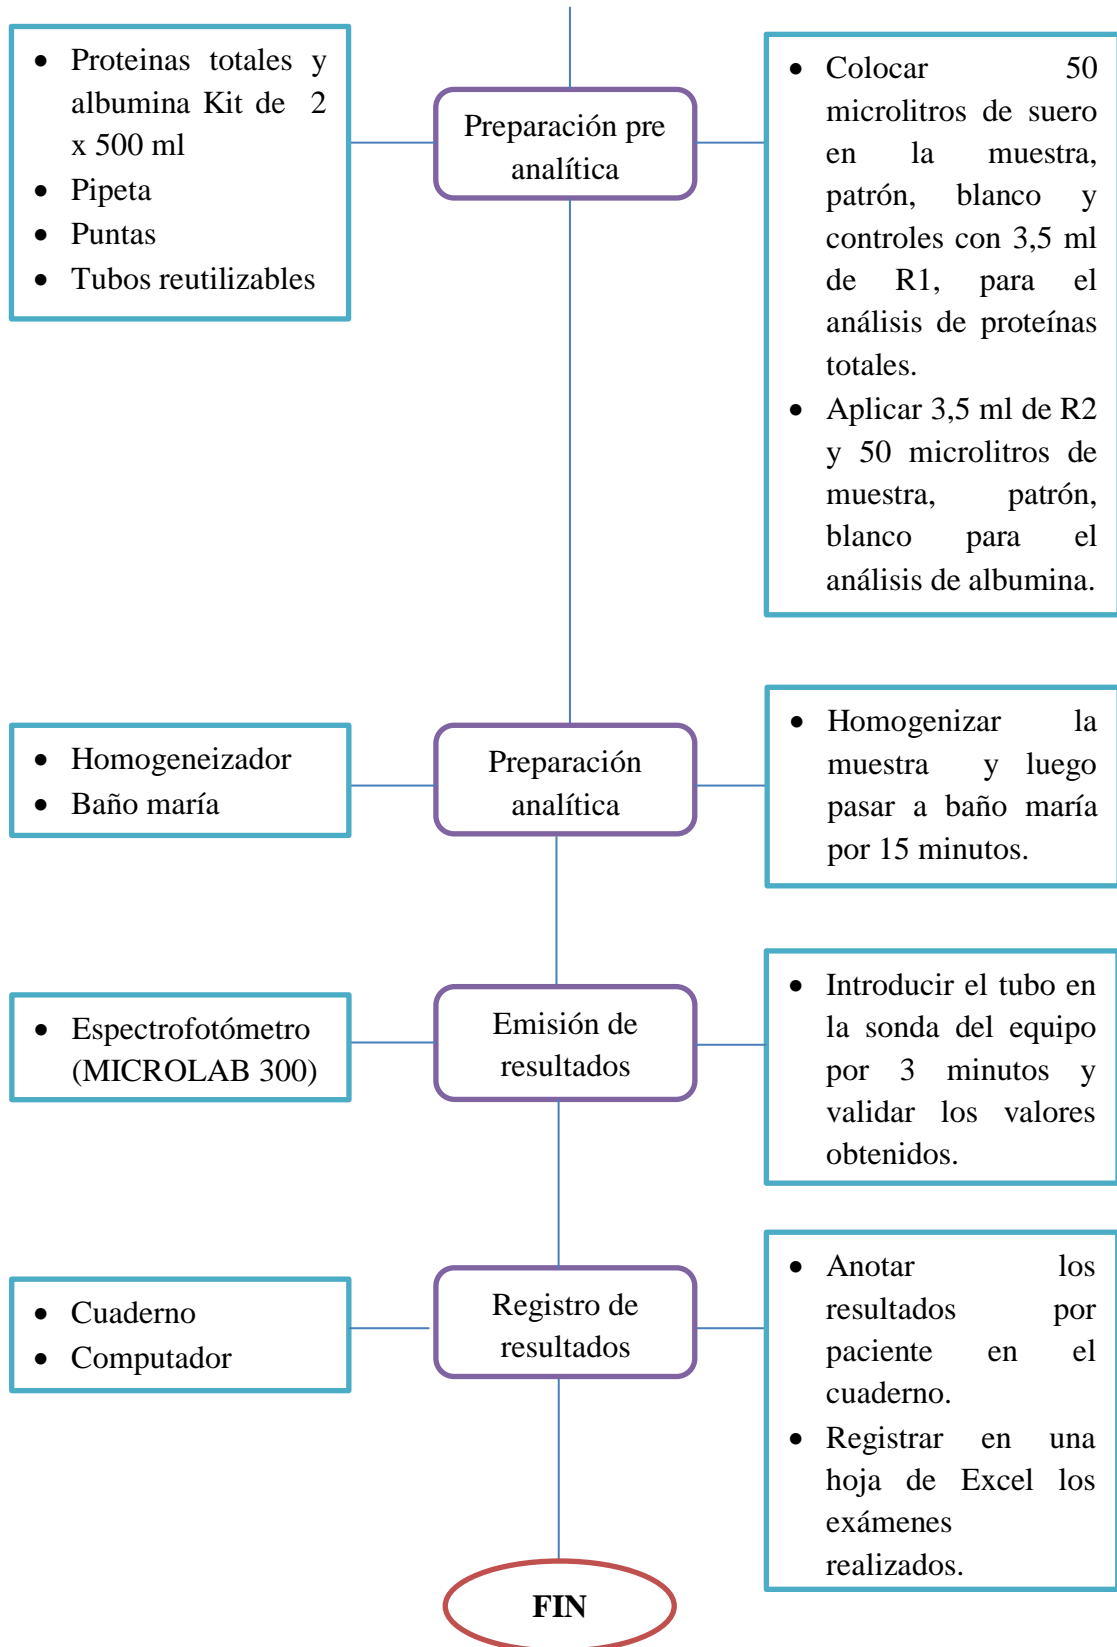 • Proteinas totales y
albumina Kit de 2
x 500 ml
• Pipeta
• Puntas
• Tubos reutilizables
Preparación pre
analítica
• Colocar 50
microlitros de suero
en la muestra,
patrón, blanco y
controles con 3,5 ml
de R1, para el
análisis de proteínas
totales.
• Aplicar 3,5 ml de R2
y 50 microlitros de
muestra, patrón,
blanco para el
análisis de albumina.
• Homogeneizador
• Baño maría
Preparación
analítica
• Homogenizar la
muestra y luego
pasar a baño maría
por 15 minutos.
• Espectrofotómetro
(MICROLAB 300)
Emisión de
resultados
• Introducir el tubo en
la sonda del equipo
por 3 minutos y
validar los valores
obtenidos.
• Cuaderno
• Computador
Registro de
resultados
• Anotar los
resultados por
paciente en el
cuaderno.
• Registrar en una
hoja de Excel los
exámenes
realizados.
FIN